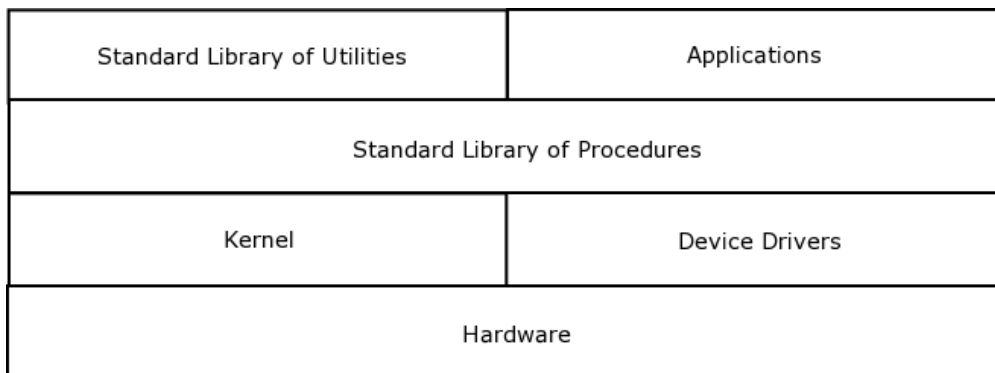 Standard Library of Utilities
Applications
Standard Library of Procedures
Kernel
Device Drivers
Hardware